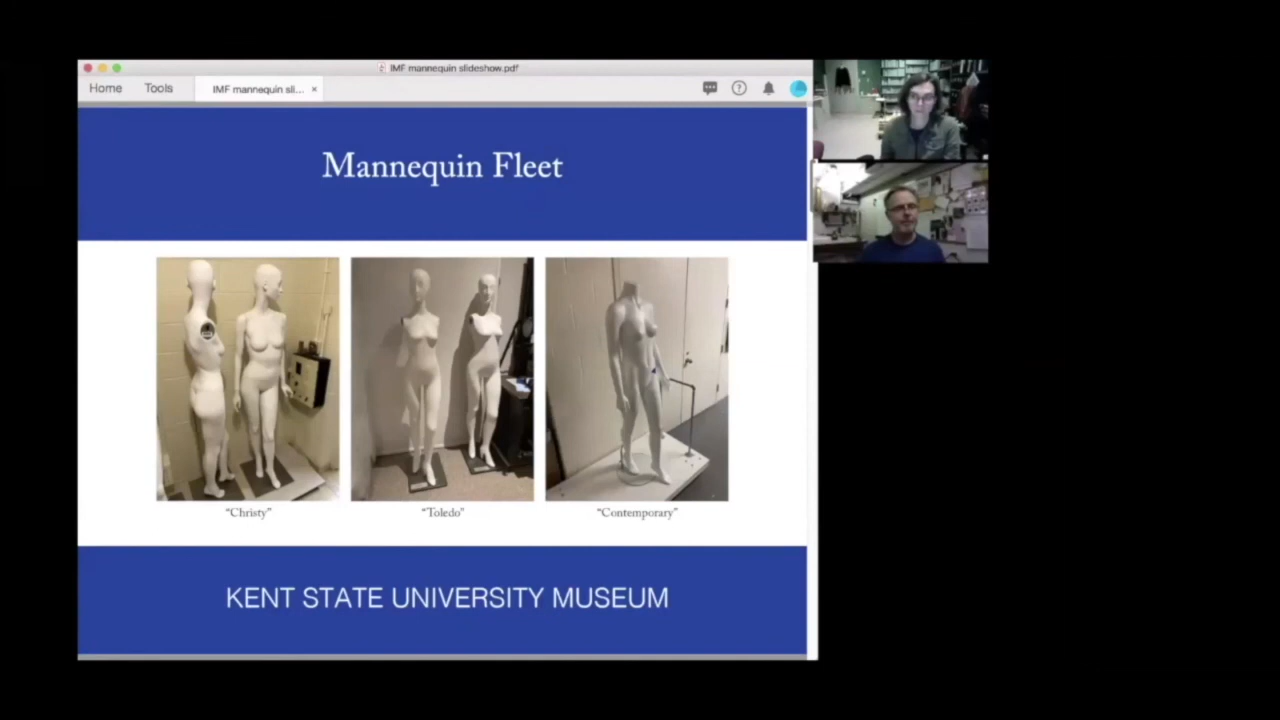 IMF mannequin slideshow.pdf
Home
Tools
IMF mannequin sli... ×
Mannequin Fleet
"Christy"
"Toledo"
"Contemporary"
KENT STATE UNIVERSITY MUSEUM